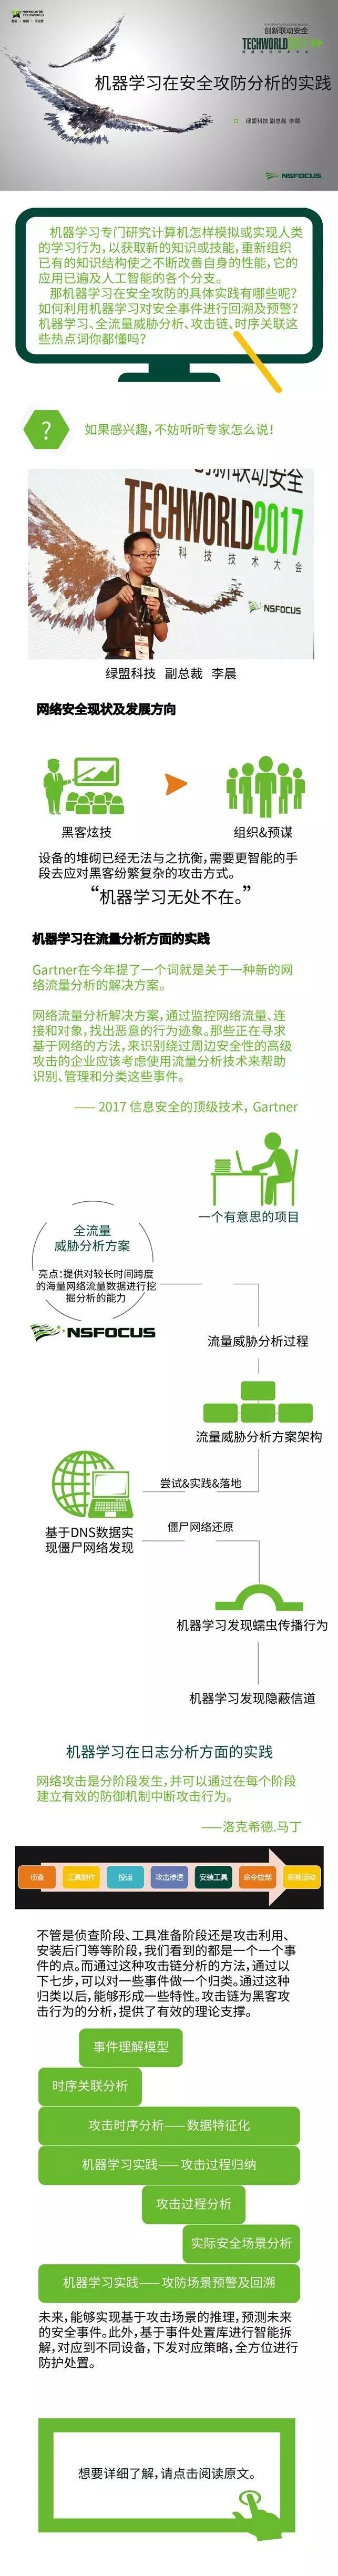 NSFOCUS
TECHWORLD
创新联动安全
TECHWORLD2017
机器学习在安全攻防分析的实践
绿盟科技 副总裁 李晨
NSFOCUS
机器学习专门研究计算机怎样模拟或实现人类
的学习行为,以获取新的知识或技能,重新组织
已有的知识结构使之不断改善自身的性能,它的
应用已遍及人工智能的各个分支。
那机器学习在安全攻防的具体实践有哪些呢?
如何利用机器学习对安全事件进行回溯及预警?
机器学习、全流量威胁分析、攻击链、时序关联这
些热点词你都懂吗?
?
如果感兴趣,不妨听听专家怎么说!
创新联动安全
TECHWORLD2017
盟科技技术大会
NSFOCUS
绿盟科技 副总裁 李晨
网络安全现状及发展方向
黑客炫技
组织&预谋
设备的堆砌已经无法与之抗衡,需要更智能的手
段去应对黑客纷繁复杂的攻击方式。
“机器学习无处不在。”
机器学习在流量分析方面的实践
Gartner在今年提了一个词就是关于一种新的网
络流量分析的解决方案。
网络流量分析解决方案,通过监控网络流量、连
接和对象,找出恶意的行为迹象。那些正在寻求
基于网络的方法,来识别绕过周边安全性的高级
攻击的企业应该考虑使用流量分析技术来帮助
识别、管理和分类这些事件。
—— 2017 信息安全的顶级技术, Gartner
一个有意思的项目
全流量
威胁分析方案
亮点:提供对较长时间跨度
的海量网络流量数据进行挖
掘分析的能力
NSFOCUS
流量威胁分析过程
流量威胁分析方案架构
尝试&实践&落地
基于DNS数据实
现僵尸网络发现
僵尸网络还原
机器学习发现蠕虫传播行为
机器学习发现隐蔽信道
机器学习在日志分析方面的实践
网络攻击是分阶段发生,并可以通过在每个阶段
建立有效的防御机制中断攻击行为。
——洛克希德.马丁
侦查 工具制作 投送 攻击渗透 安装工具 命令控制 恶意活动
不管是侦查阶段、工具准备阶段还是攻击利用、
安装后门等等阶段,我们看到的都是一个一个事
件的点。而通过这种攻击链分析的方法,通过以
下七步,可以对一些事件做一个归类。通过这种
归类以后,能够形成一些特性。攻击链为黑客攻
击行为的分析,提供了有效的理论支撑。
事件理解模型
时序关联分析
攻击时序分析——数据特征化
机器学习实践——攻击过程归纳
攻击过程分析
实际安全场景分析
机器学习实践——攻防场景预警及回溯
未来,能够实现基于攻击场景的推理,预测未来
的安全事件。此外,基于事件处置库进行智能拆
解,对应到不同设备,下发对应策略,全方位进行
防护处置。
想要详细了解,请点击阅读原文。